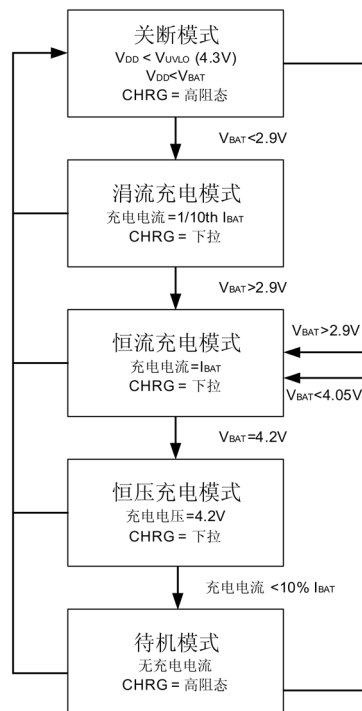 关断模式
VDD < VUVLO (4.3V)
VDD<VBAT
CHRG = 高阻态
VBAT<2.9V
涓流充电模式
充电电流=1/10th IBAT
CHRG = 下拉
VBAT>2.9V
恒流充电模式
充电电流=IBAT
CHRG = 下拉
VBAT>2.9V
VBAT<4.05V
VBAT=4.2V
恒压充电模式
充电电压=4.2V
CHRG = 下拉
充电电流 <10% IBAT
待机模式
无充电电流
CHRG = 高阻态